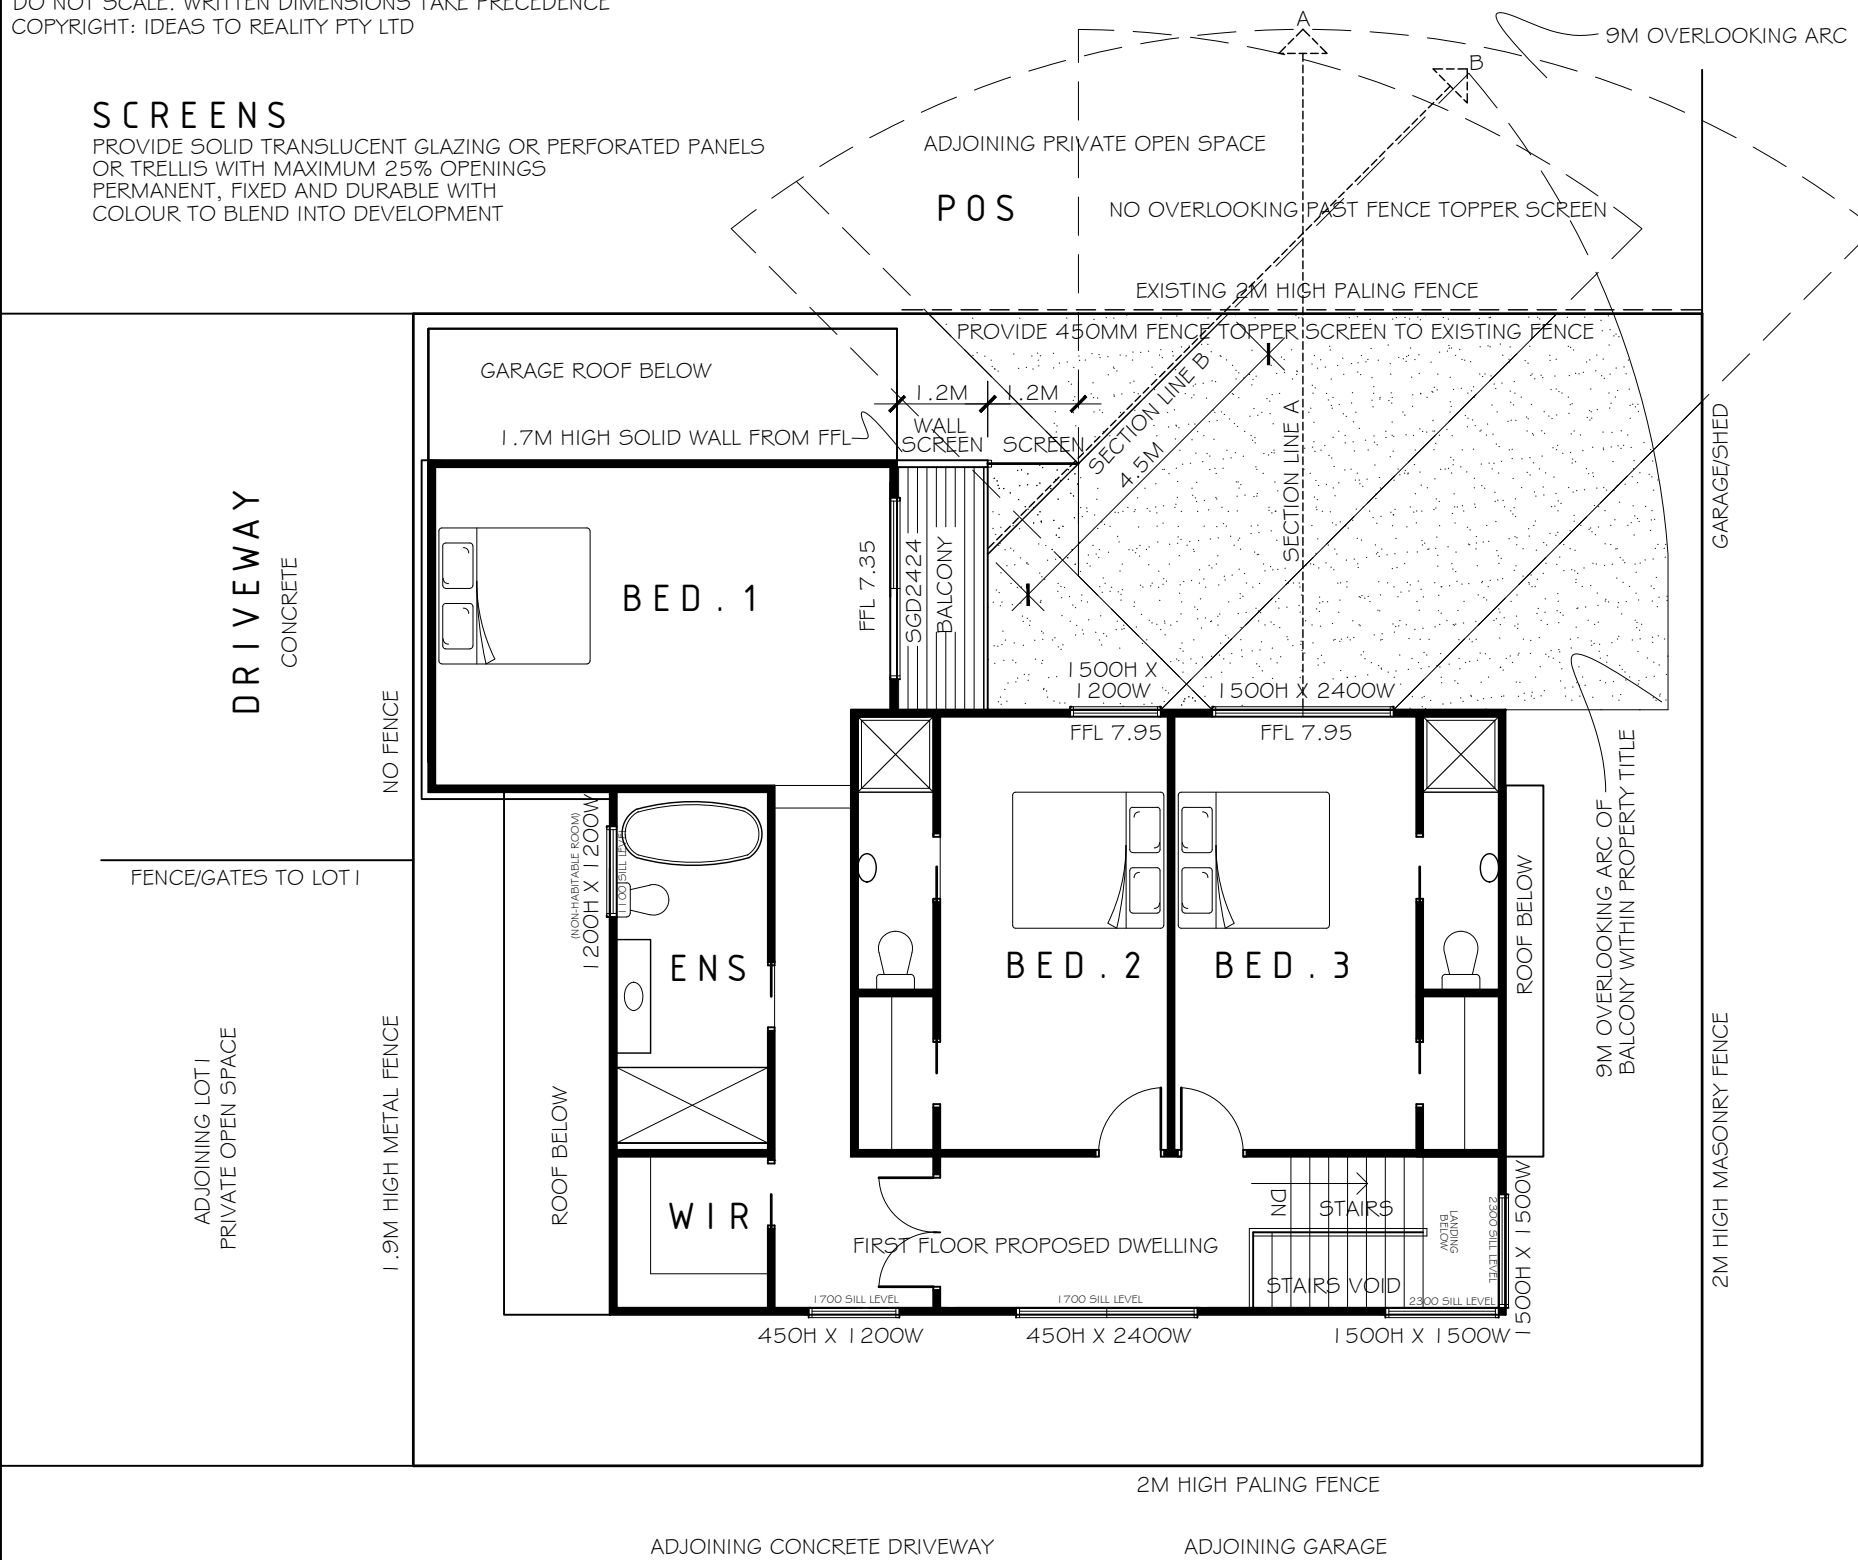 DO NOT SCALE. WRITTEN DIMENSIONS TAKE PRECEDENCE
COPYRIGHT: IDEAS TO REALITY PTY LTD
A
9M OVERLOOKING ARC
B
SCREENS
PROVIDE SOLID TRANSLUCENT GLAZING OR PERFORATED PANELS
OR TRELLIS WITH MAXIMUM 25% OPENINGS
PERMANENT, FIXED AND DURABLE WITH
COLOUR TO BLEND INTO DEVELOPMENT
ADJOINING PRIVATE OPEN SPACE
POS
NO OVERLOOKING PAST FENCE TOPPER SCREEN
EXISTING 2M HIGH PALING FENCE
PROVIDE 450MM FENCE TOPPER SCREEN TO EXISTING FENCE
GARAGE ROOF BELOW
1.2M
1.2M
WALL
SCREEN
SCREEN
1.7M HIGH SOLID WALL FROM FFL
SECTION LINE B
4.5M
SECTION LINE A
GARAGE/SHED
DRIVEWAY
CONCRETE
BED.1
FFL 7.35
SGD2424
BALCONY
NO FENCE
1500H X
1200W
1500H X 2400W
FFL 7.95
FFL 7.95
9M OVERLOOKING ARC OF
BALCONY WITHIN PROPERTY TITLE
FENCE/GATES TO LOT 1
(NON-HABITABLE ROOM)
1200H X 1200W
1100 SILL LEVEL
ENS
BED.2
BED.3
ROOF BELOW
ADJOINING LOT 1
PRIVATE OPEN SPACE
1.9M HIGH METAL FENCE
ROOF BELOW
2M HIGH MASONRY FENCE
WIR
FIRST FLOOR PROPOSED DWELLING
DN
STAIRS
LANDING
BELOW
2300 SILL LEVEL
1500H X 1500W
STAIRS VOID
1700 SILL LEVEL
1700 SILL LEVEL
2300 SILL LEVEL
450H X 1200W
450H X 2400W
1500H X 1500W
2M HIGH PALING FENCE
ADJOINING CONCRETE DRIVEWAY
ADJOINING GARAGE